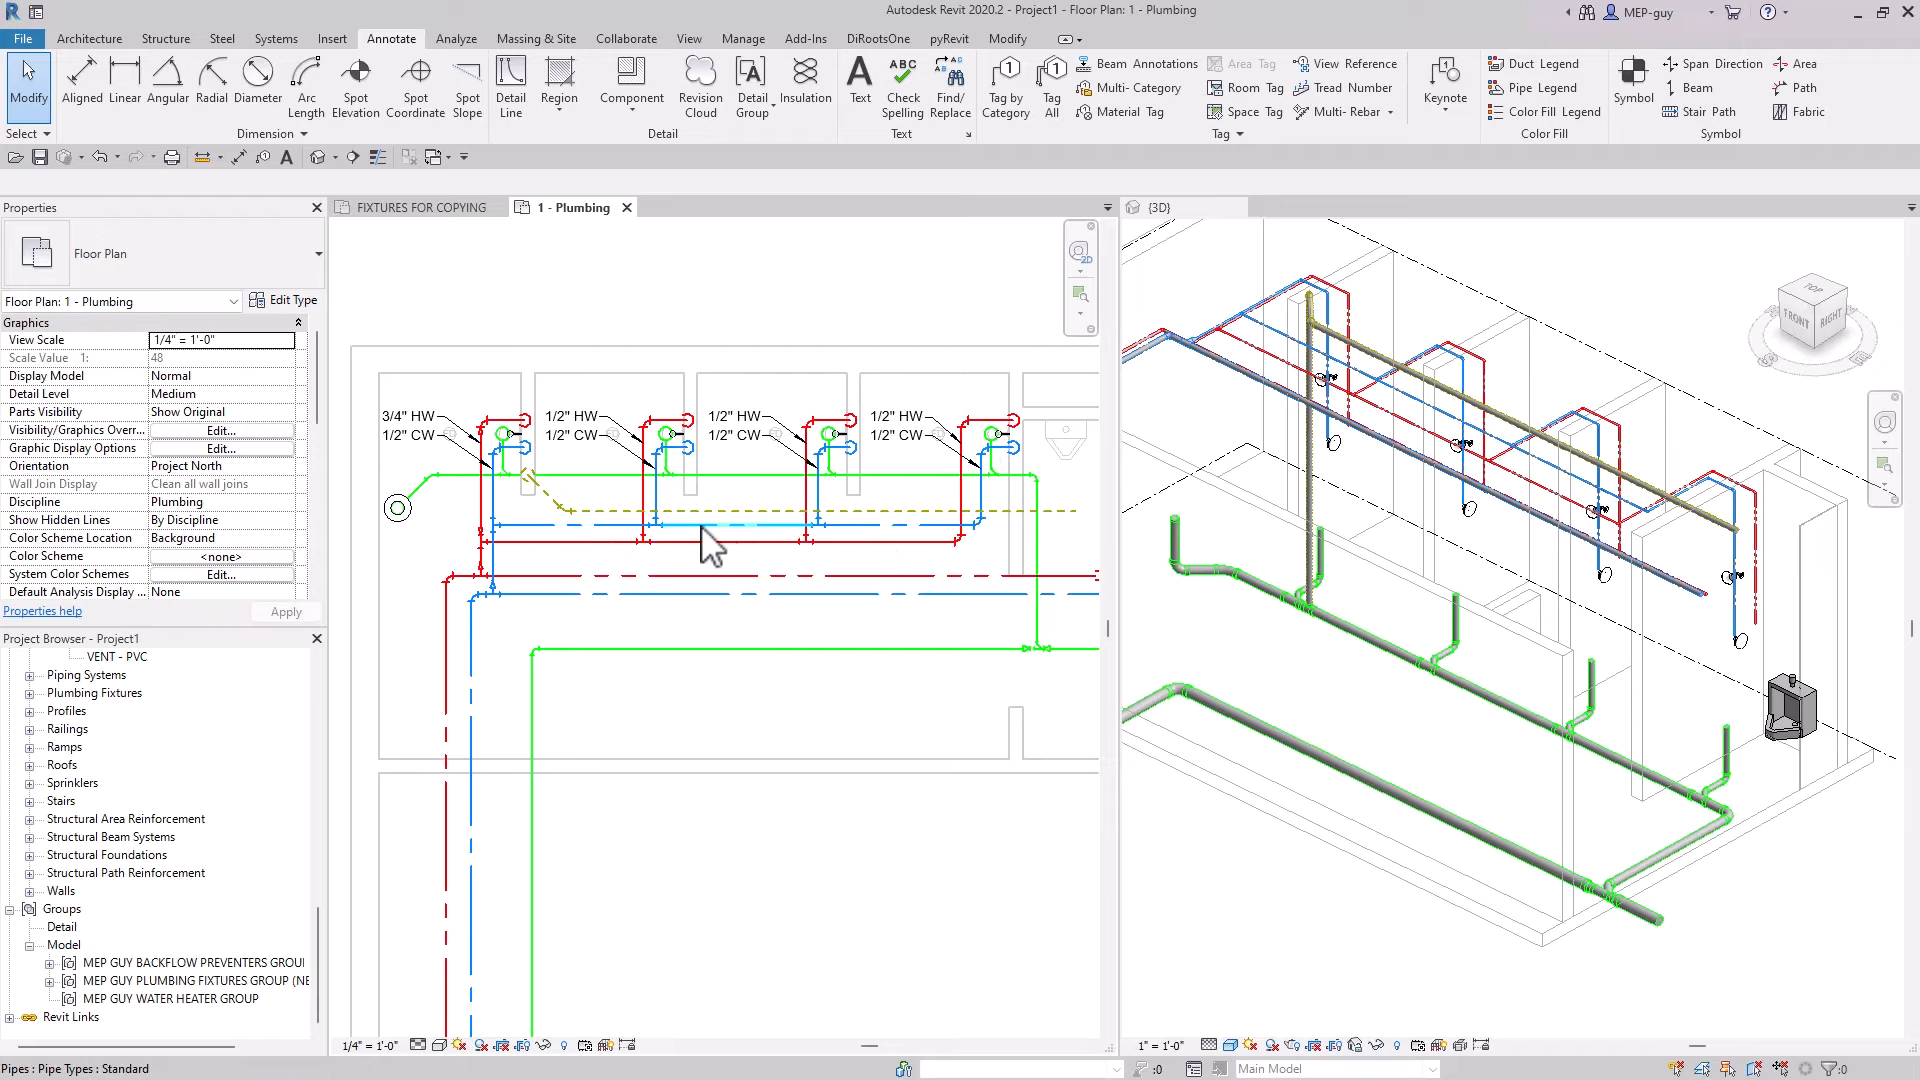 Autodesk Revit 2020.2 - Project1 - Floor Plan: 1 - Plumbing
MEP-guy
File Architecture Structure Steel Systems Insert Annotate Analyze Massing & Site Collaborate View Manage Add-Ins DiRootsOne pyRevit Modify
Modify
Aligned Linear Angular Radial Diameter Arc Length Spot Elevation Spot Coordinate Spot Slope
Detail Line Region Component Revision Cloud Detail Group Insulation
Text Check Spelling Find/ Replace
Tag by Category Tag All
Beam Annotations Area Tag View Reference
Multi- Category Room Tag Tread Number
Material Tag Space Tag Multi- Rebar
Keynote
Duct Legend
Pipe Legend
Color Fill Legend
Symbol
Span Direction Area
Beam Path
Stair Path Fabric
Select Dimension Detail Text Tag Color Fill Symbol
Properties
FIXTURES FOR COPYING
1 - Plumbing
{3D}
Floor Plan
Floor Plan: 1 - Plumbing Edit Type
Graphics
View Scale 1/4" = 1'-0"
Scale Value 1: 48
Display Model Normal
Detail Level Medium
Parts Visibility Show Original
Visibility/Graphics Overr... Edit...
Graphic Display Options Edit...
Orientation Project North
Wall Join Display Clean all wall joins
Discipline Plumbing
Show Hidden Lines By Discipline
Color Scheme Location Background
Color Scheme <none>
System Color Schemes Edit...
Default Analysis Display ... None
Properties help Apply
Project Browser - Project1
VENT - PVC
Piping Systems
Plumbing Fixtures
Profiles
Railings
Ramps
Roofs
Sprinklers
Stairs
Structural Area Reinforcement
Structural Beam Systems
Structural Foundations
Structural Path Reinforcement
Walls
Groups
Detail
Model
MEP GUY BACKFLOW PREVENTERS GROUI
MEP GUY PLUMBING FIXTURES GROUP (NE
MEP GUY WATER HEATER GROUP
Revit Links
3/4" HW 1/2" HW 1/2" HW 1/2" HW
1/2" CW 1/2" CW 1/2" CW 1/2" CW
2D
TOP
FRONT RIGHT
1/4" = 1'-0"
1" = 1'-0"
Pipes : Pipe Types : Standard
:0
Main Model
:0